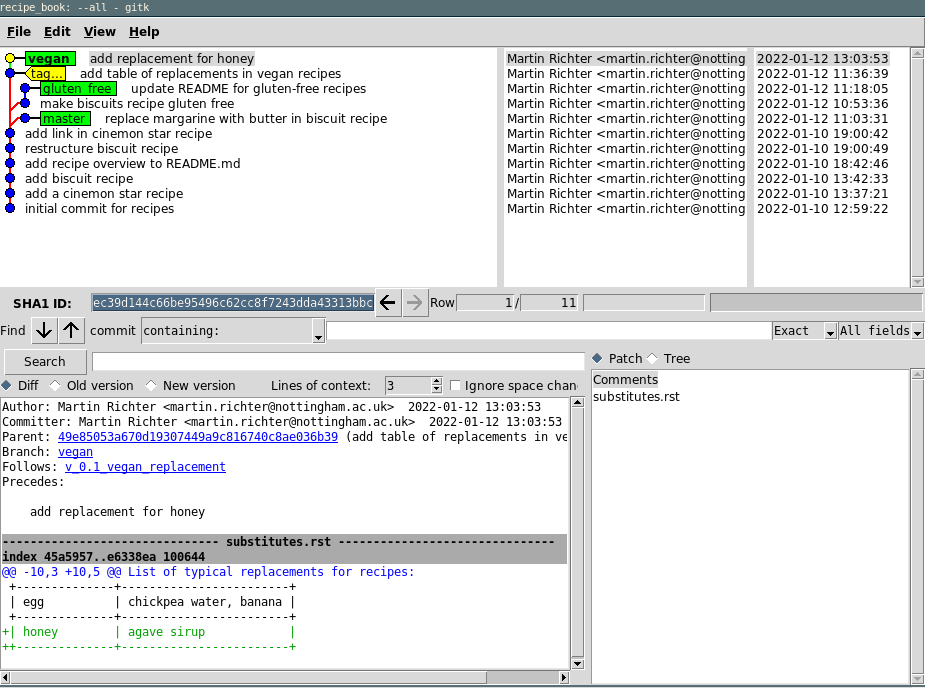 recipe_book: --all - gitk
File Edit View Help
vegan add replacement for honey Martin Richter <martin.richter@notting 2022-01-12 13:03:53
tag... add table of replacements in vegan recipes Martin Richter <martin.richter@notting 2022-01-12 11:36:39
gluten_free update README for gluten-free recipes Martin Richter <martin.richter@notting 2022-01-12 11:18:05
make biscuits recipe gluten free Martin Richter <martin.richter@notting 2022-01-12 10:53:36
master replace margarine with butter in biscuit recipe Martin Richter <martin.richter@notting 2022-01-12 11:03:31
add link in cinemon star recipe Martin Richter <martin.richter@notting 2022-01-10 19:00:42
restructure biscuit recipe Martin Richter <martin.richter@notting 2022-01-10 19:00:49
add recipe overview to README.md Martin Richter <martin.richter@notting 2022-01-10 18:42:46
add biscuit recipe Martin Richter <martin.richter@notting 2022-01-10 13:42:33
add a cinemon star recipe Martin Richter <martin.richter@notting 2022-01-10 13:37:21
initial commit for recipes Martin Richter <martin.richter@notting 2022-01-10 12:59:22
SHA1 ID: ec39d144c66be95496c62cc8f7243dda43313bbc Row 1 / 11
Find commit containing: Exact All fields
Search
Diff Old version New version Lines of context: 3 Ignore space chan
Patch Tree
Author: Martin Richter <martin.richter@nottingham.ac.uk>  2022-01-12 13:03:53
Committer: Martin Richter <martin.richter@nottingham.ac.uk>  2022-01-12 13:03:53
Parent: 49e85053a670d19307449a9c816740c8ae036b39 (add table of replacements in ve
Branch: vegan
Follows: v_0.1_vegan_replacement
Precedes:
add replacement for honey
------------------------------- substitutes.rst -------------------------------
index 45a5957..e6338ea 100644
@@ -10,3 +10,5 @@ List of typical replacements for recipes:
 +--------------+------------------------+
 | egg          | chickpea water, banana |
 +--------------+------------------------+
+| honey        | agave sirup            |
++--------------+------------------------+
Comments
substitutes.rst